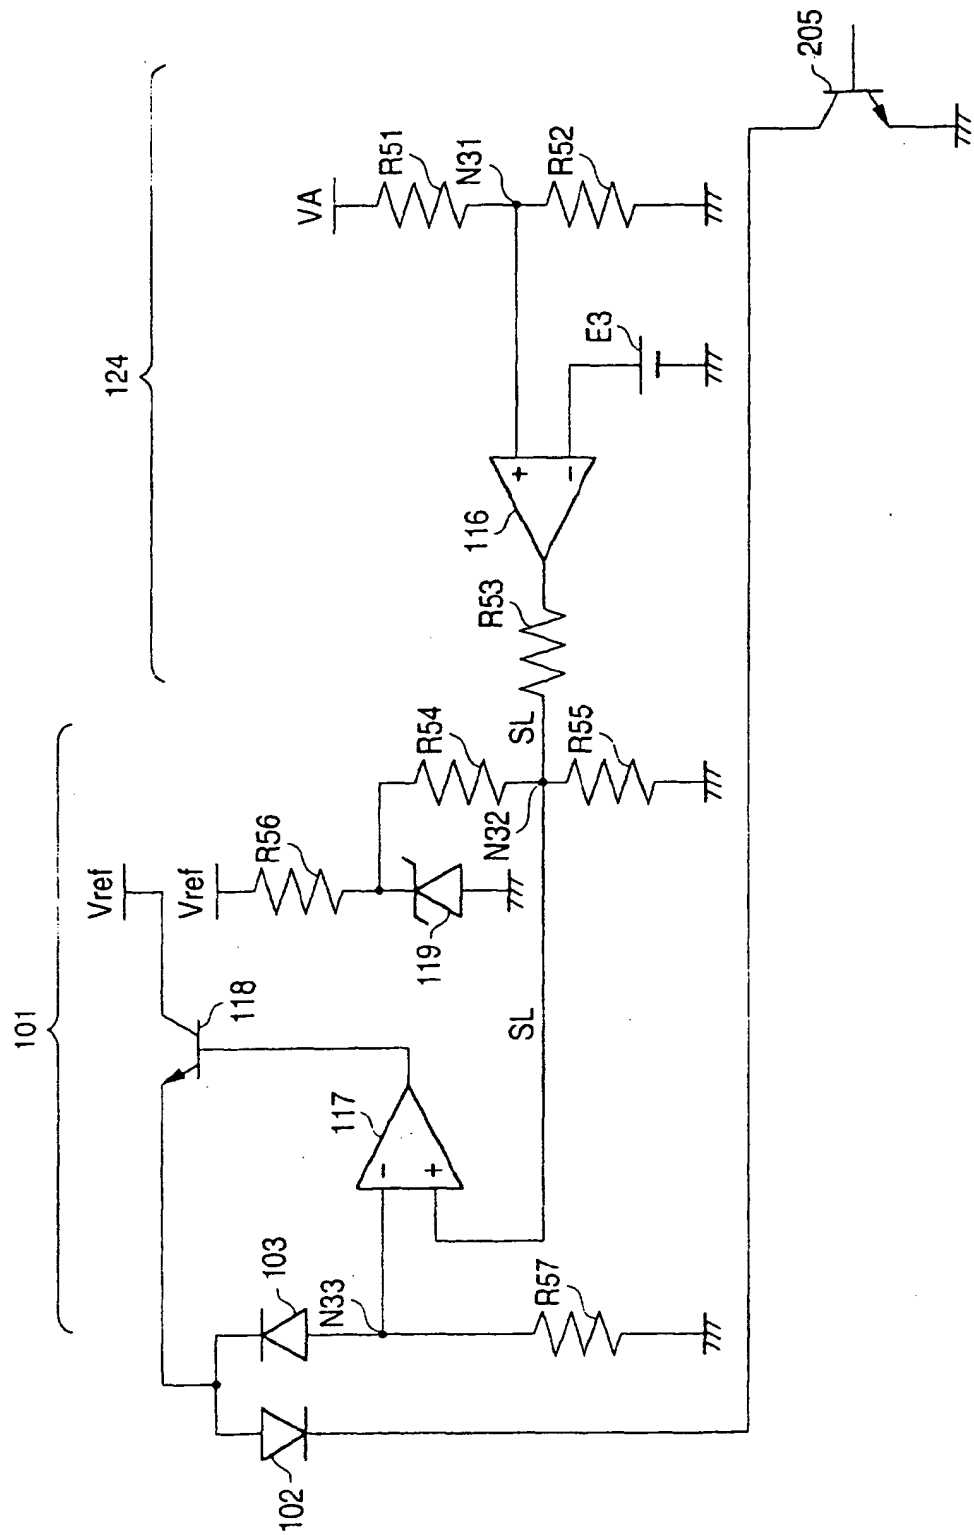 124
101
205
VA
R51
N31
R52
E3
+
−
116
R53
SL
R54
R55
N32
Vref
Vref
R56
119
118
SL
117
−
+
103
N33
R57
102